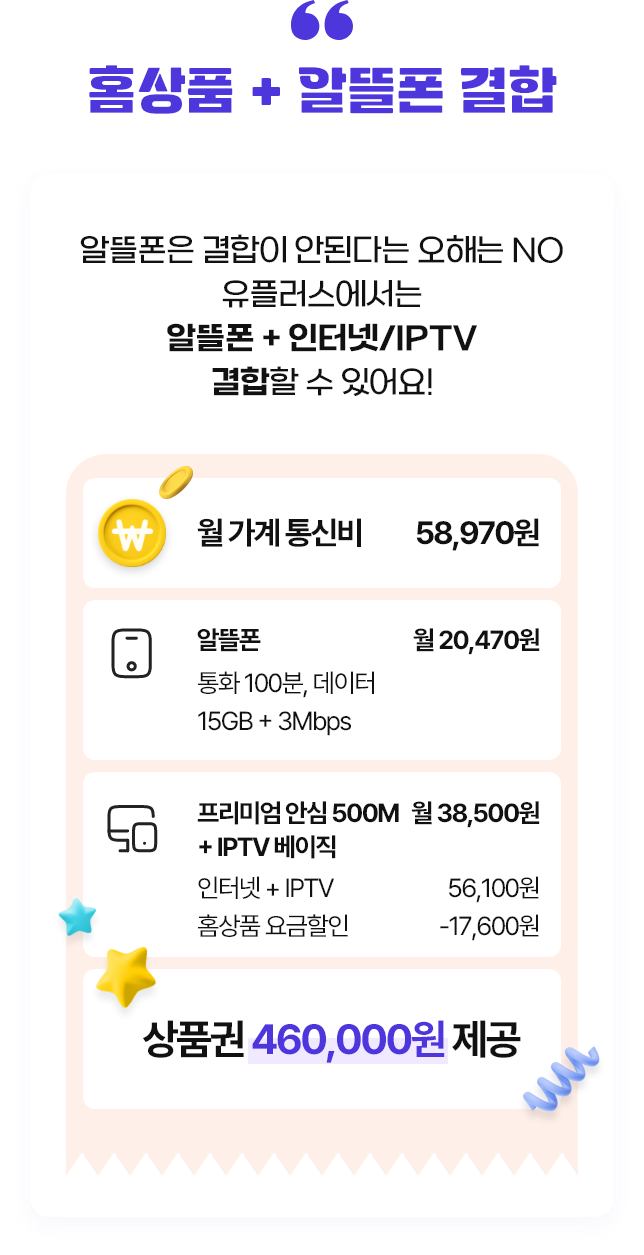 “
홈상품 + 알뜰폰 결합
알뜰폰은 결합이 안된다는 오해는 NO
유플러스에서는
알뜰폰 + 인터넷/IPTV
결합할 수 있어요!
₩ 월 가계 통신비 58,970원
알뜰폰 월 20,470원
통화 100분, 데이터
15GB + 3Mbps
프리미엄 안심 500M 월 38,500원
+ IPTV 베이직
인터넷 + IPTV 56,100원
홈상품 요금할인 -17,600원
상품권 460,000원 제공